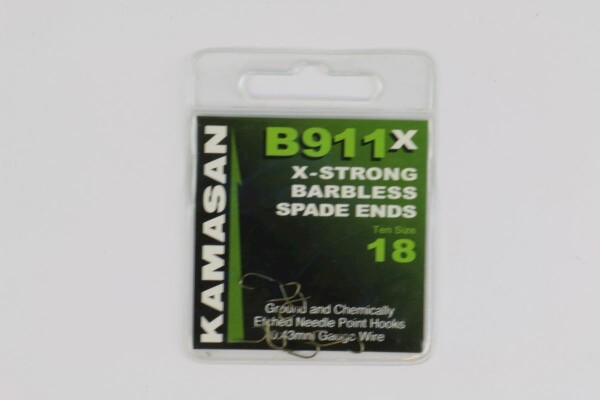 KAMASAN
B911X
X-STRONG
BARBLESS
SPADE ENDS
Ten Size
18
Ground and Chemically
Etched Needle Point Hooks
0.43mm Gauge Wire